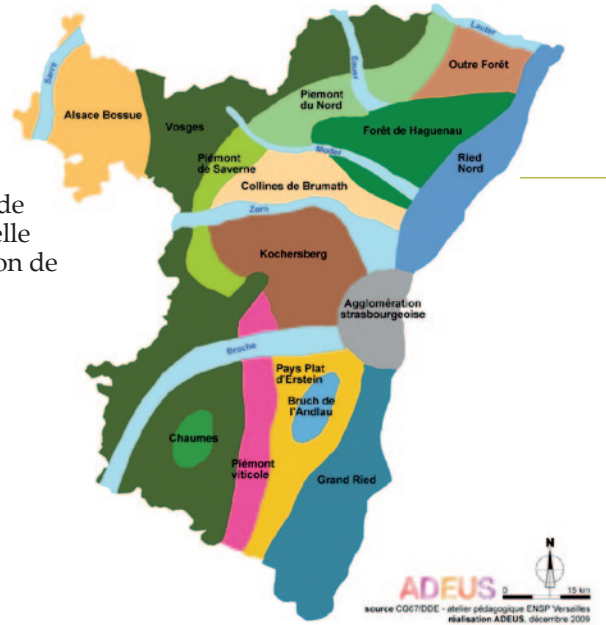 Lauter
Sarre
Sauer
Outre Forêt
Piemont
du Nord
Alsace Bossue
Vosges
Forêt de Haguenau
Moder
Piémont
de Saverne
Ried
Nord
Collines de Brumath
de
elle
on de
Zorn
Kochersberg
Agglomération
strasbourgeoise
Bruche
Pays Plat
d'Erstein
Bruch de
l'Andlau
Chaumes
Piémont
viticole
Grand Ried
N
ADEUS
0 15 km
source CG67/DDE - atelier pédagogique ENSP Versailles
réalisation ADEUS, décembre 2009